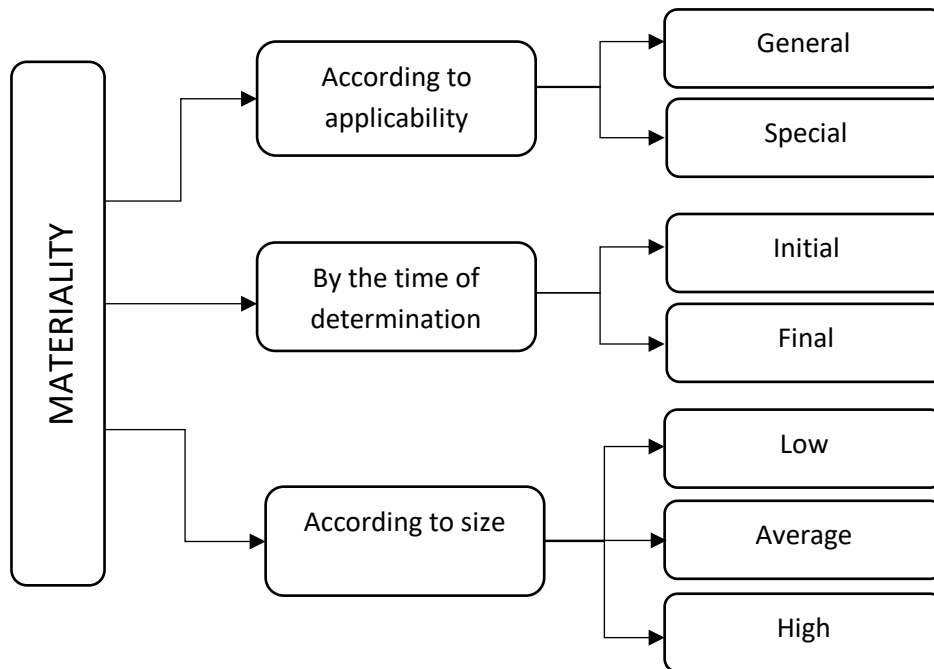 MATERIALITY
According to
applicability
General
Special
By the time of
determination
Initial
Final
According to size
Low
Average
High